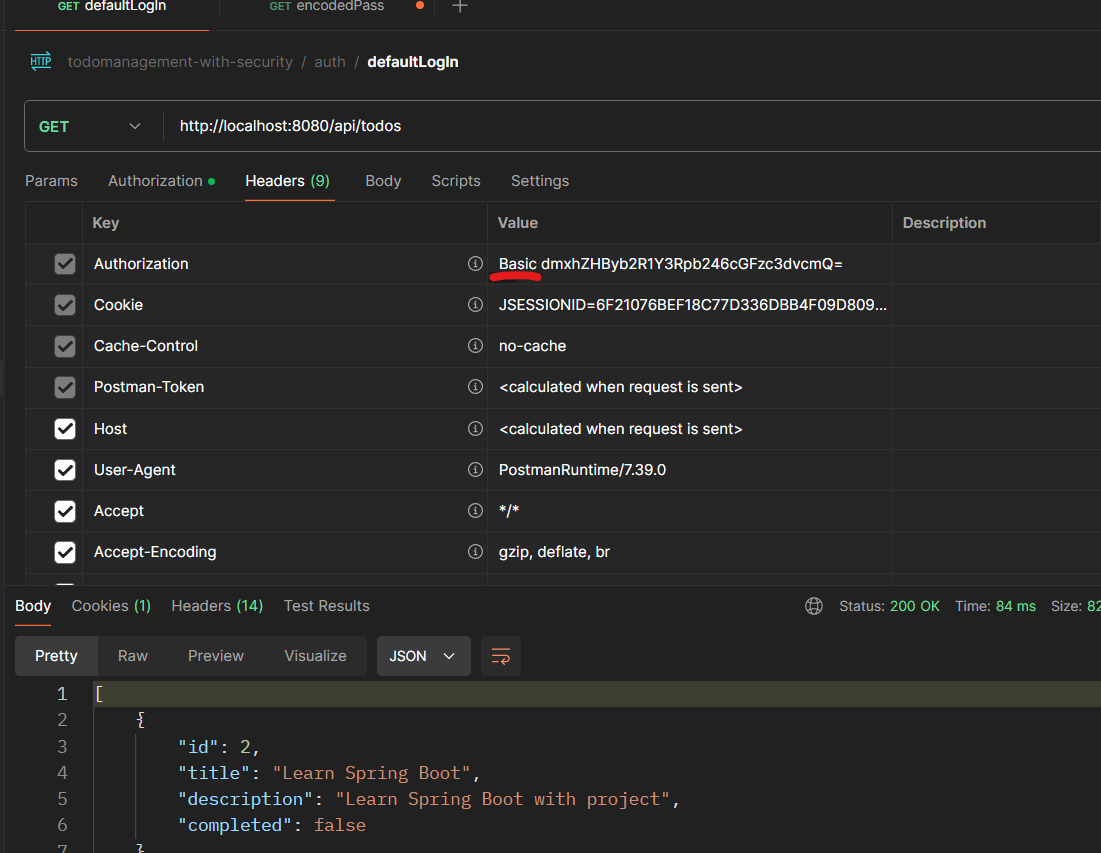 GET defaultLogIn GET encodedPass
HTTP todomanagement-with-security / auth / defaultLogIn
GET http://localhost:8080/api/todos
Params Authorization Headers (9) Body Scripts Settings
Key Value Description
Authorization Basic dmxhZHByb2R1Y3Rpb246cGFzc3dvcmQ=
Cookie JSESSIONID=6F21076BEF18C77D336DBB4F09D809...
Cache-Control no-cache
Postman-Token <calculated when request is sent>
Host <calculated when request is sent>
User-Agent PostmanRuntime/7.39.0
Accept */*
Accept-Encoding gzip, deflate, br
Body Cookies (1) Headers (14) Test Results Status: 200 OK Time: 84 ms Size: 82
Pretty Raw Preview Visualize JSON
1 [
2 {
3 "id": 2,
4 "title": "Learn Spring Boot",
5 "description": "Learn Spring Boot with project",
6 "completed": false
7 }